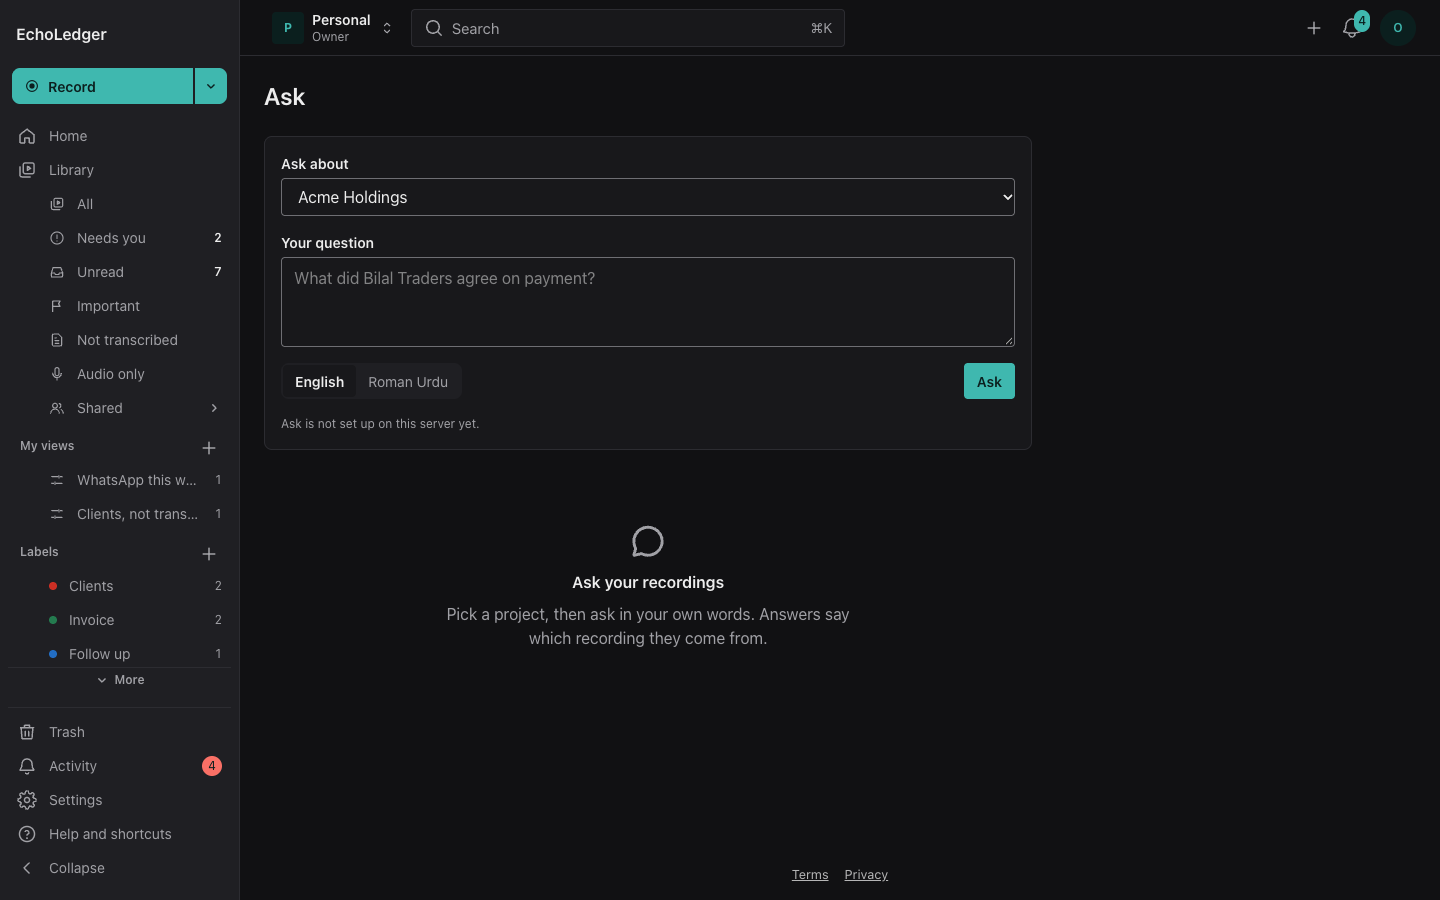 EchoLedger
Record
Home
Library
All
Needs you 2
Unread 7
Important
Not transcribed
Audio only
Shared
My views
WhatsApp this w... 1
Clients, not trans... 1
Labels
Clients 2
Invoice 2
Follow up 1
More
Trash
Activity 4
Settings
Help and shortcuts
Collapse
P
Personal
Owner
Search ⌘K
4
O
Ask
Ask about
Acme Holdings
Your question
What did Bilal Traders agree on payment?
English Roman Urdu
Ask
Ask is not set up on this server yet.
Ask your recordings
Pick a project, then ask in your own words. Answers say
which recording they come from.
Terms Privacy